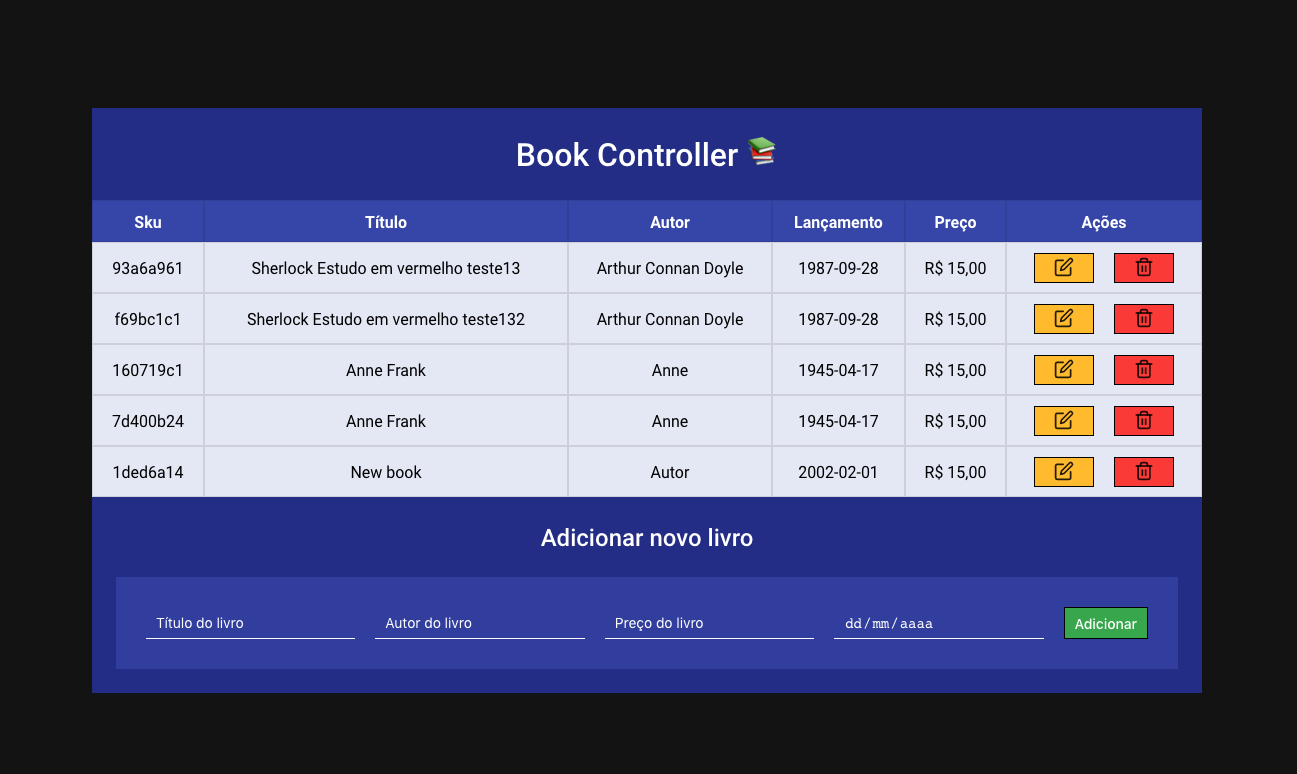 Book Controller 📚
Sku Título Autor Lançamento Preço Ações
93a6a961 Sherlock Estudo em vermelho teste13 Arthur Connan Doyle 1987-09-28 R$ 15,00
f69bc1c1 Sherlock Estudo em vermelho teste132 Arthur Connan Doyle 1987-09-28 R$ 15,00
160719c1 Anne Frank Anne 1945-04-17 R$ 15,00
7d400b24 Anne Frank Anne 1945-04-17 R$ 15,00
1ded6a14 New book Autor 2002-02-01 R$ 15,00
Adicionar novo livro
Título do livro Autor do livro Preço do livro dd/mm/aaaa Adicionar